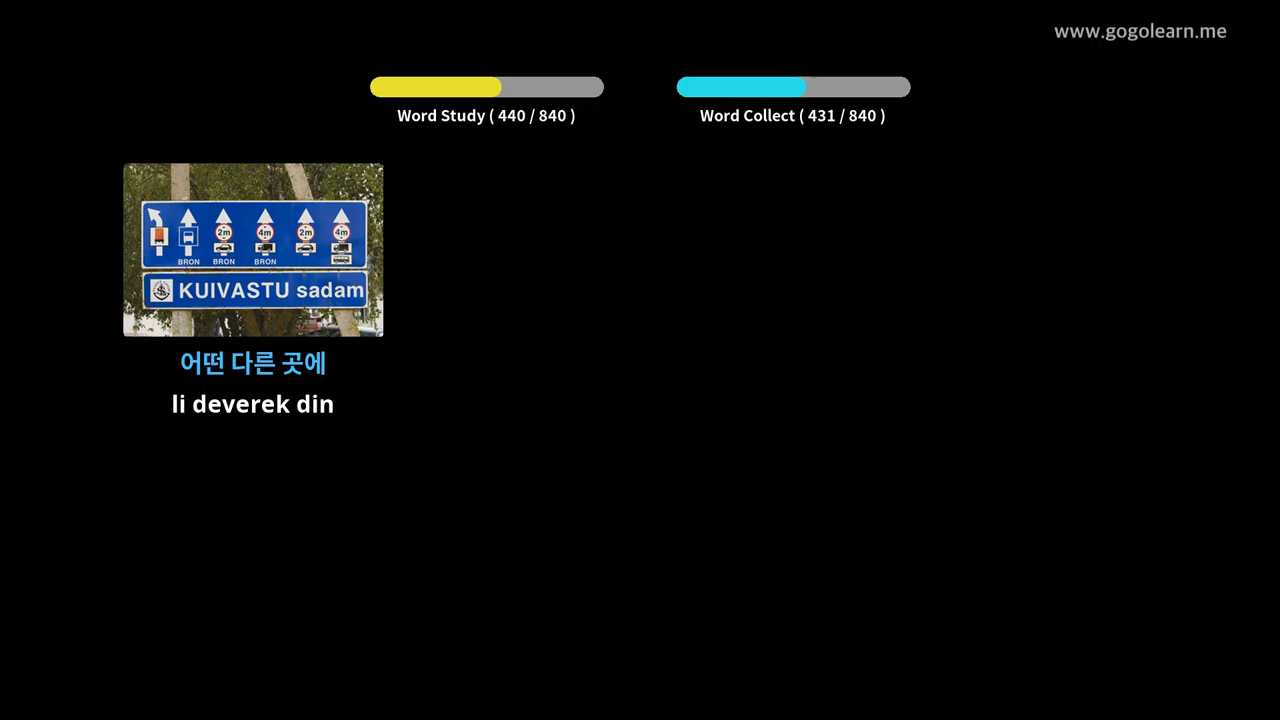 www.gogolearn.me
Word Study ( 440 / 840 )
Word Collect ( 431 / 840 )
2m 4m 2m 4m
BRON BRON BRON
KUIVASTU sadam
어떤 다른 곳에
li deverek din